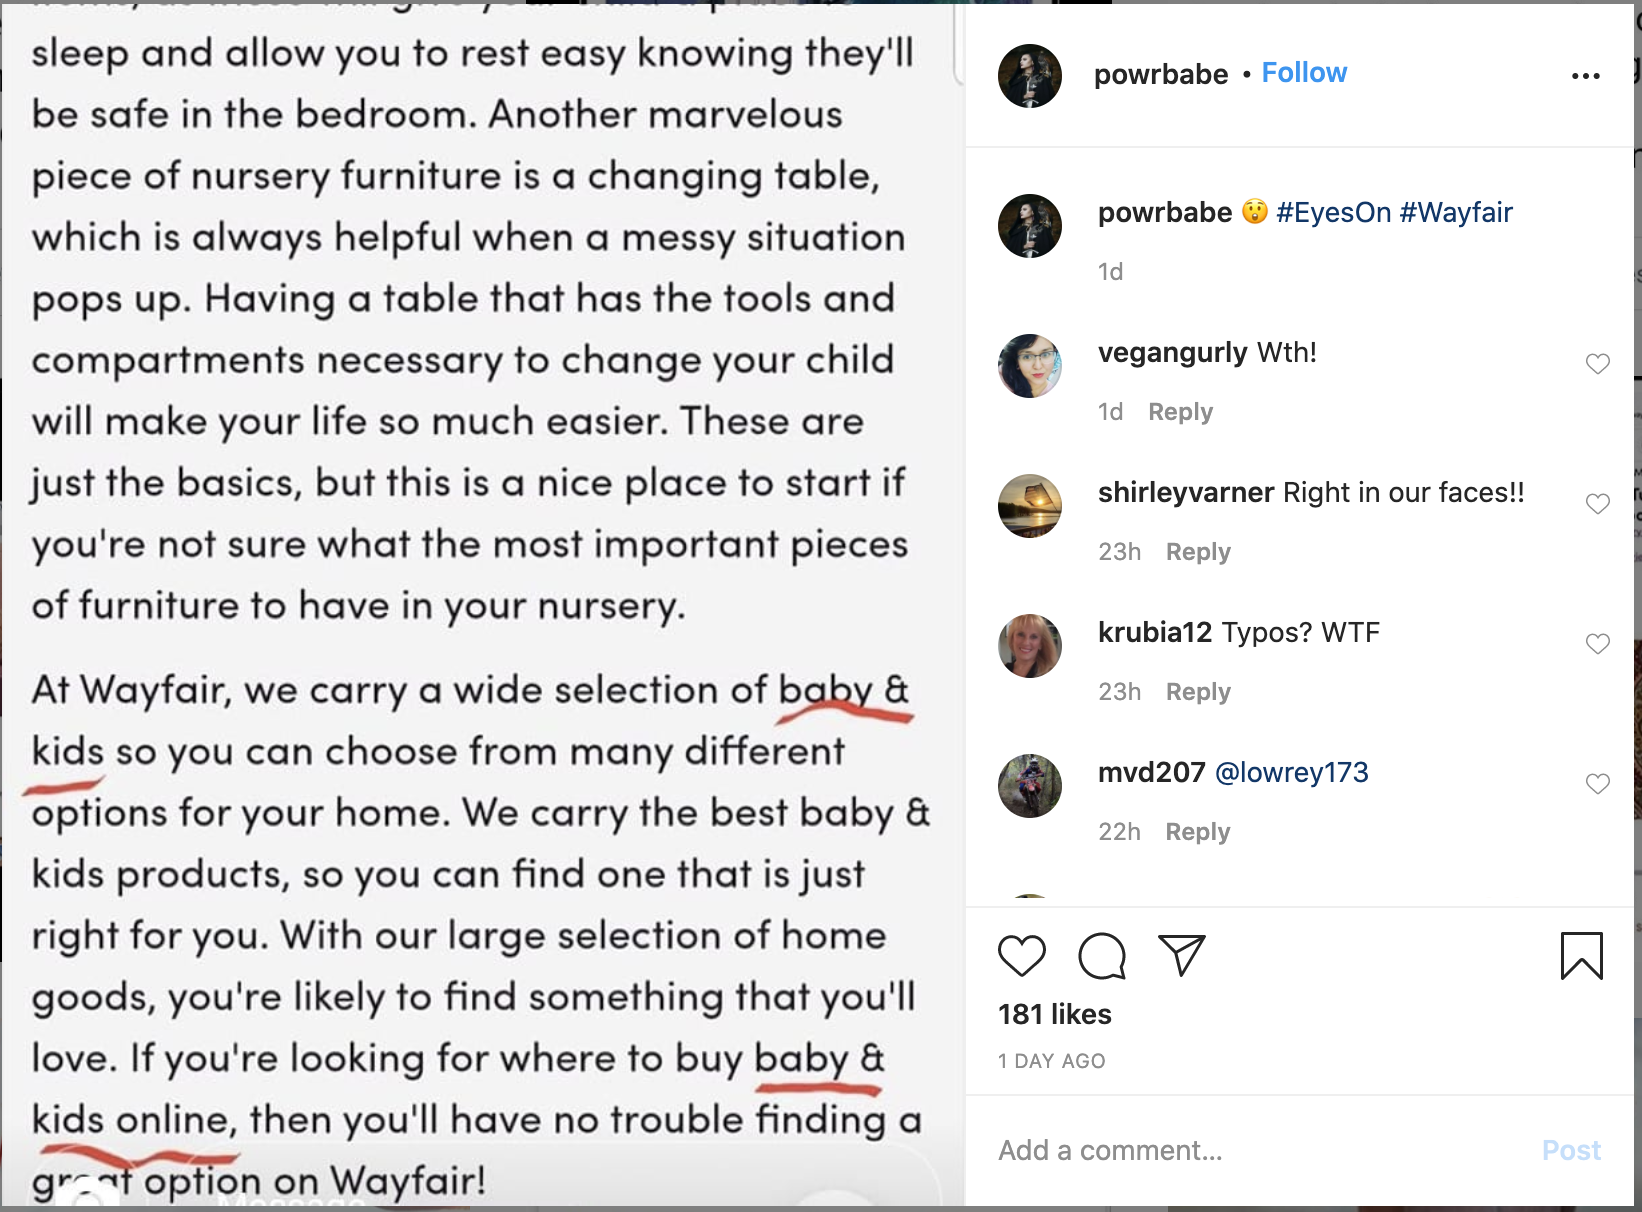 sleep and allow you to rest easy knowing they'll
be safe in the bedroom. Another marvelous
piece of nursery furniture is a changing table,
which is always helpful when a messy situation
pops up. Having a table that has the tools and
compartments necessary to change your child
will make your life so much easier. These are
just the basics, but this is a nice place to start if
you're not sure what the most important pieces
of furniture to have in your nursery.
At Wayfair, we carry a wide selection of baby &
kids so you can choose from many different
options for your home. We carry the best baby &
kids products, so you can find one that is just
right for you. With our large selection of home
goods, you're likely to find something that you'll
love. If you're looking for where to buy baby &
kids online, then you'll have no trouble finding a
great option on Wayfair!
powrbabe • Follow
powrbabe 😲 #EyesOn #Wayfair
1d
vegangurly Wth!
1d Reply
shirleyvarner Right in our faces!!
23h Reply
krubia12 Typos? WTF
23h Reply
mvd207 @lowrey173
22h Reply
181 likes
1 DAY AGO
Add a comment...
Post